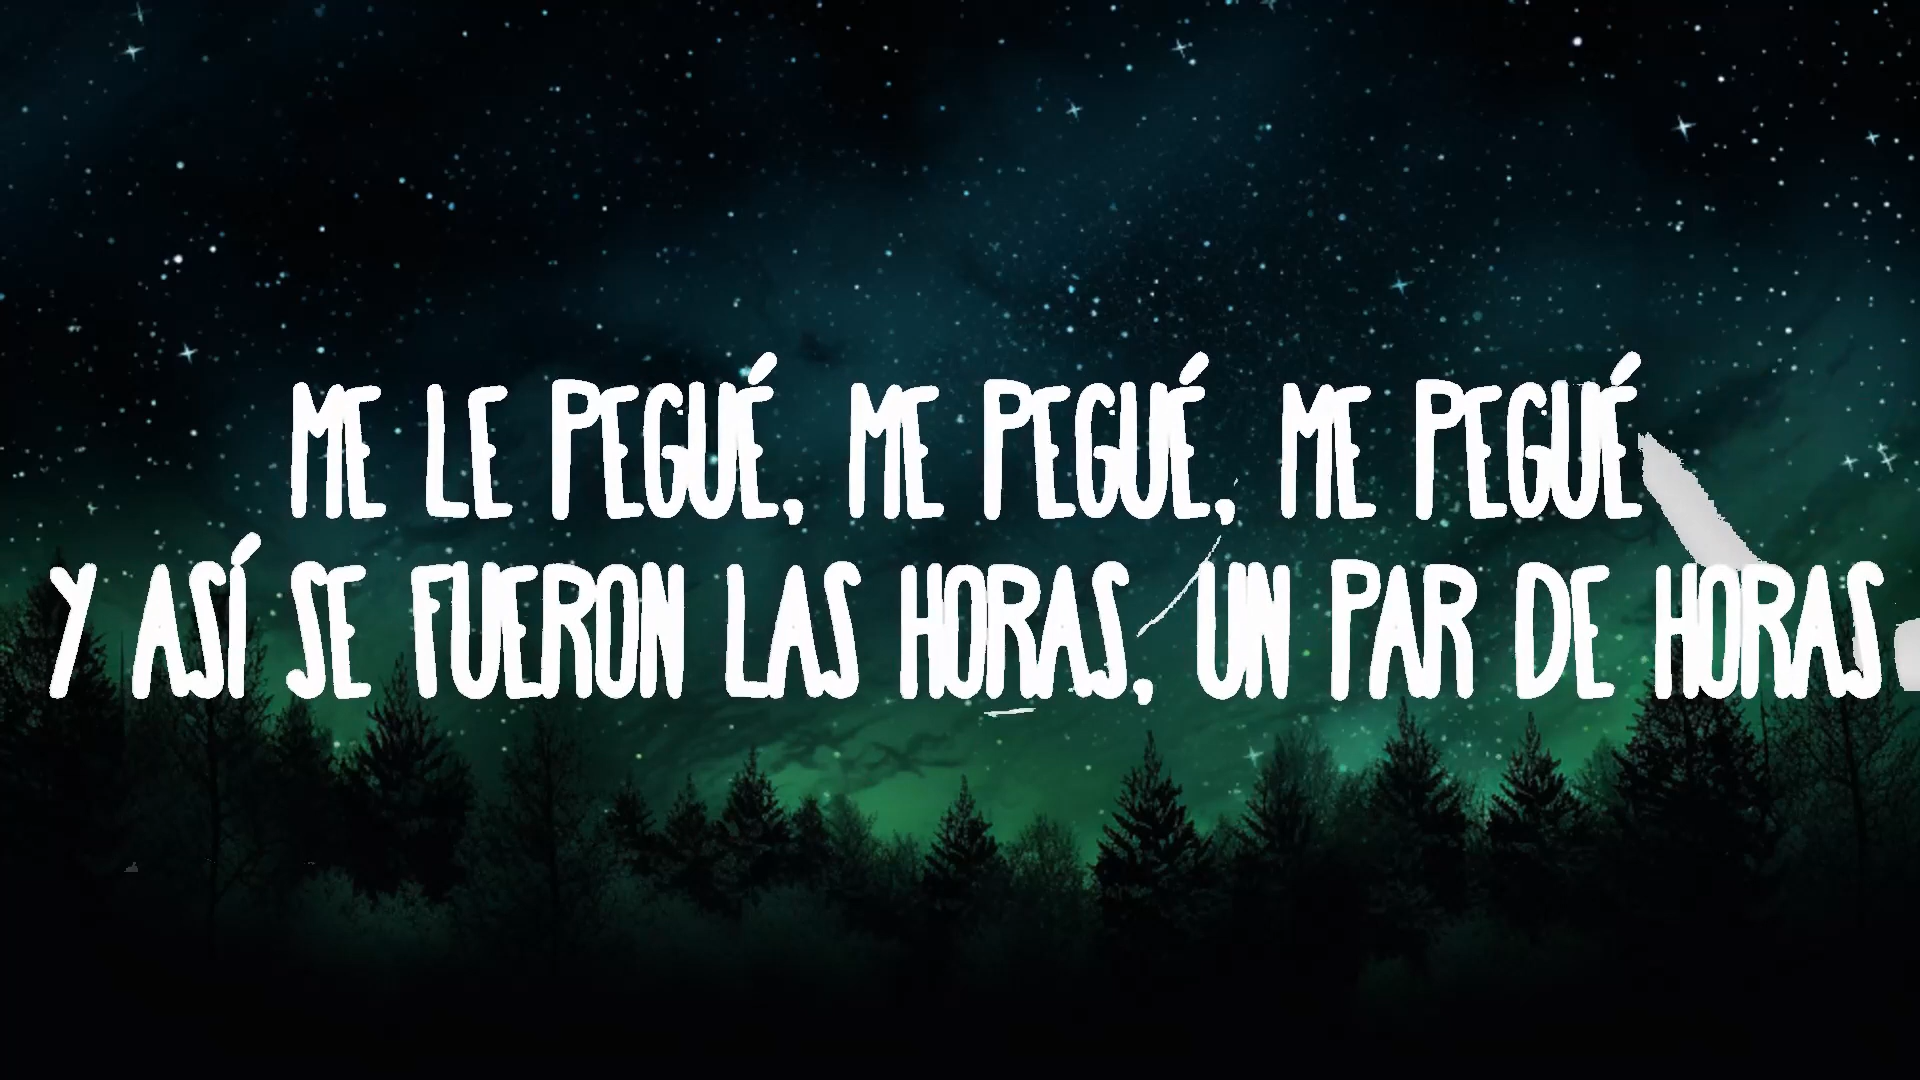 ME LE PEGUÉ, ME PEGUÉ, ME PEGUÉ
Y ASÍ SE FUERON LAS HORAS, UN PAR DE HORAS